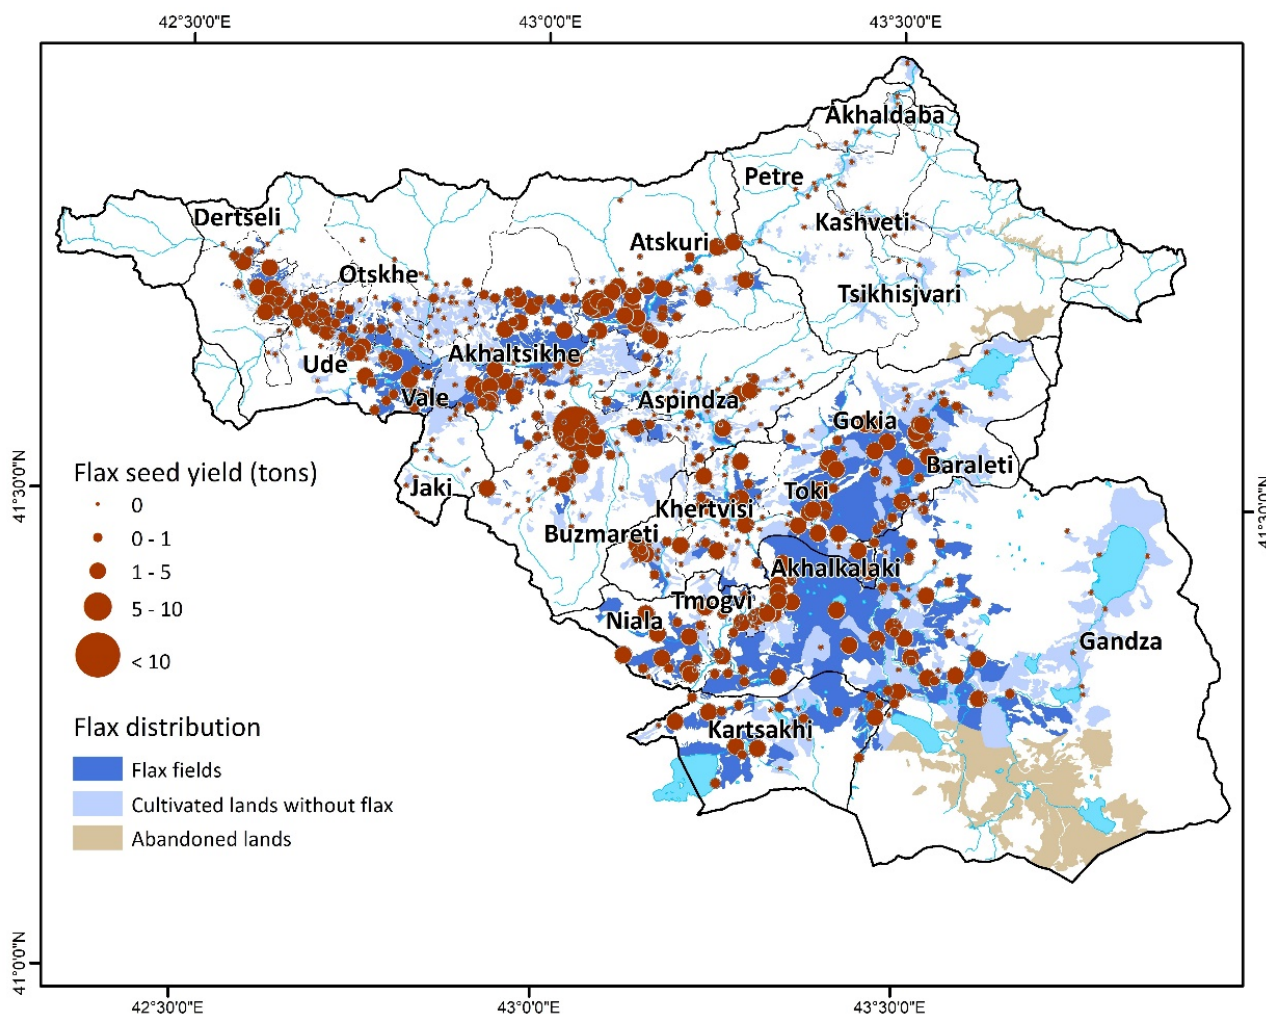 42°30'0"E 43°0'0"E 43°30'0"E
Akhaldaba
Petre
Dertseli
Kashveti
Atskuri
Otskhe
Tsikhisjvari
Akhaltsikhe
Ude
Vale
Aspindza
Gokia
Baraleti
Flax seed yield (tons)
Jaki
Toki
41°30'0"N
41°30'0"N
0
Khertvisi
Buzmareti
0 - 1
1 - 5
Akhalkalaki
5 - 10
Tmogvi
Niala
Gandza
< 10
Flax distribution
Kartsakhi
Flax fields
Cultivated lands without flax
Abandoned lands
41°0'0"N
42°30'0"E 43°0'0"E 43°30'0"E